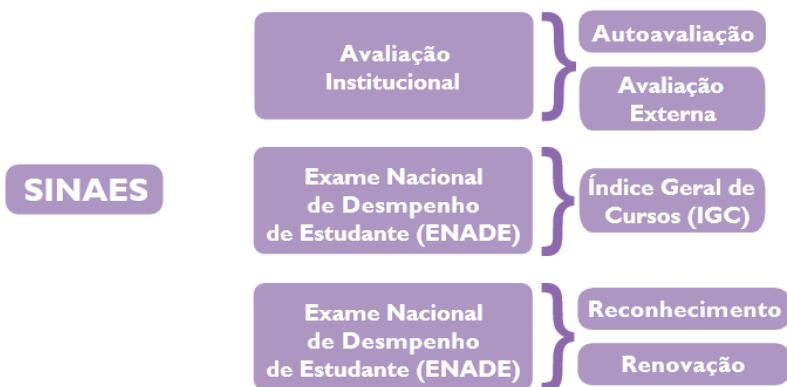 SINAES
Avaliação
Institucional
Autoavaliação
Avaliação
Externa
Exame Nacional
de Desmpenho
de Estudante (ENADE)
Índice Geral de
Cursos (IGC)
Exame Nacional
de Desmpenho
de Estudante (ENADE)
Reconhecimento
Renovação